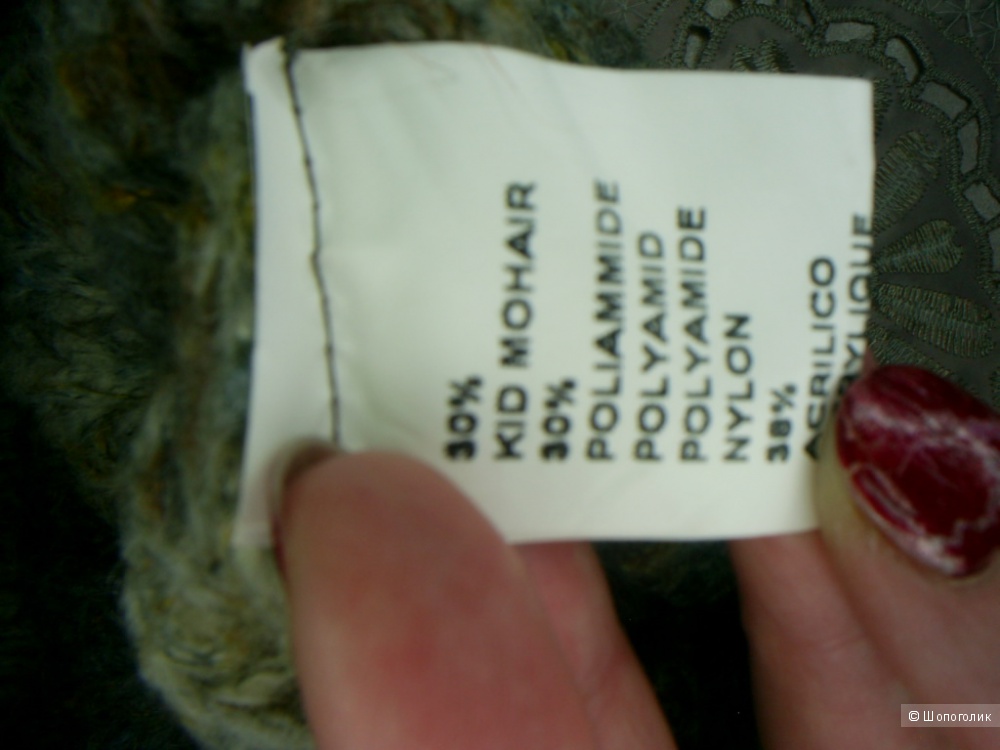 30%
KID MOHAIR
30%
POLIAMMIDE
POLYAMID
POLYAMIDE
NYLON
38%
ACRILICO
© Шопоголик